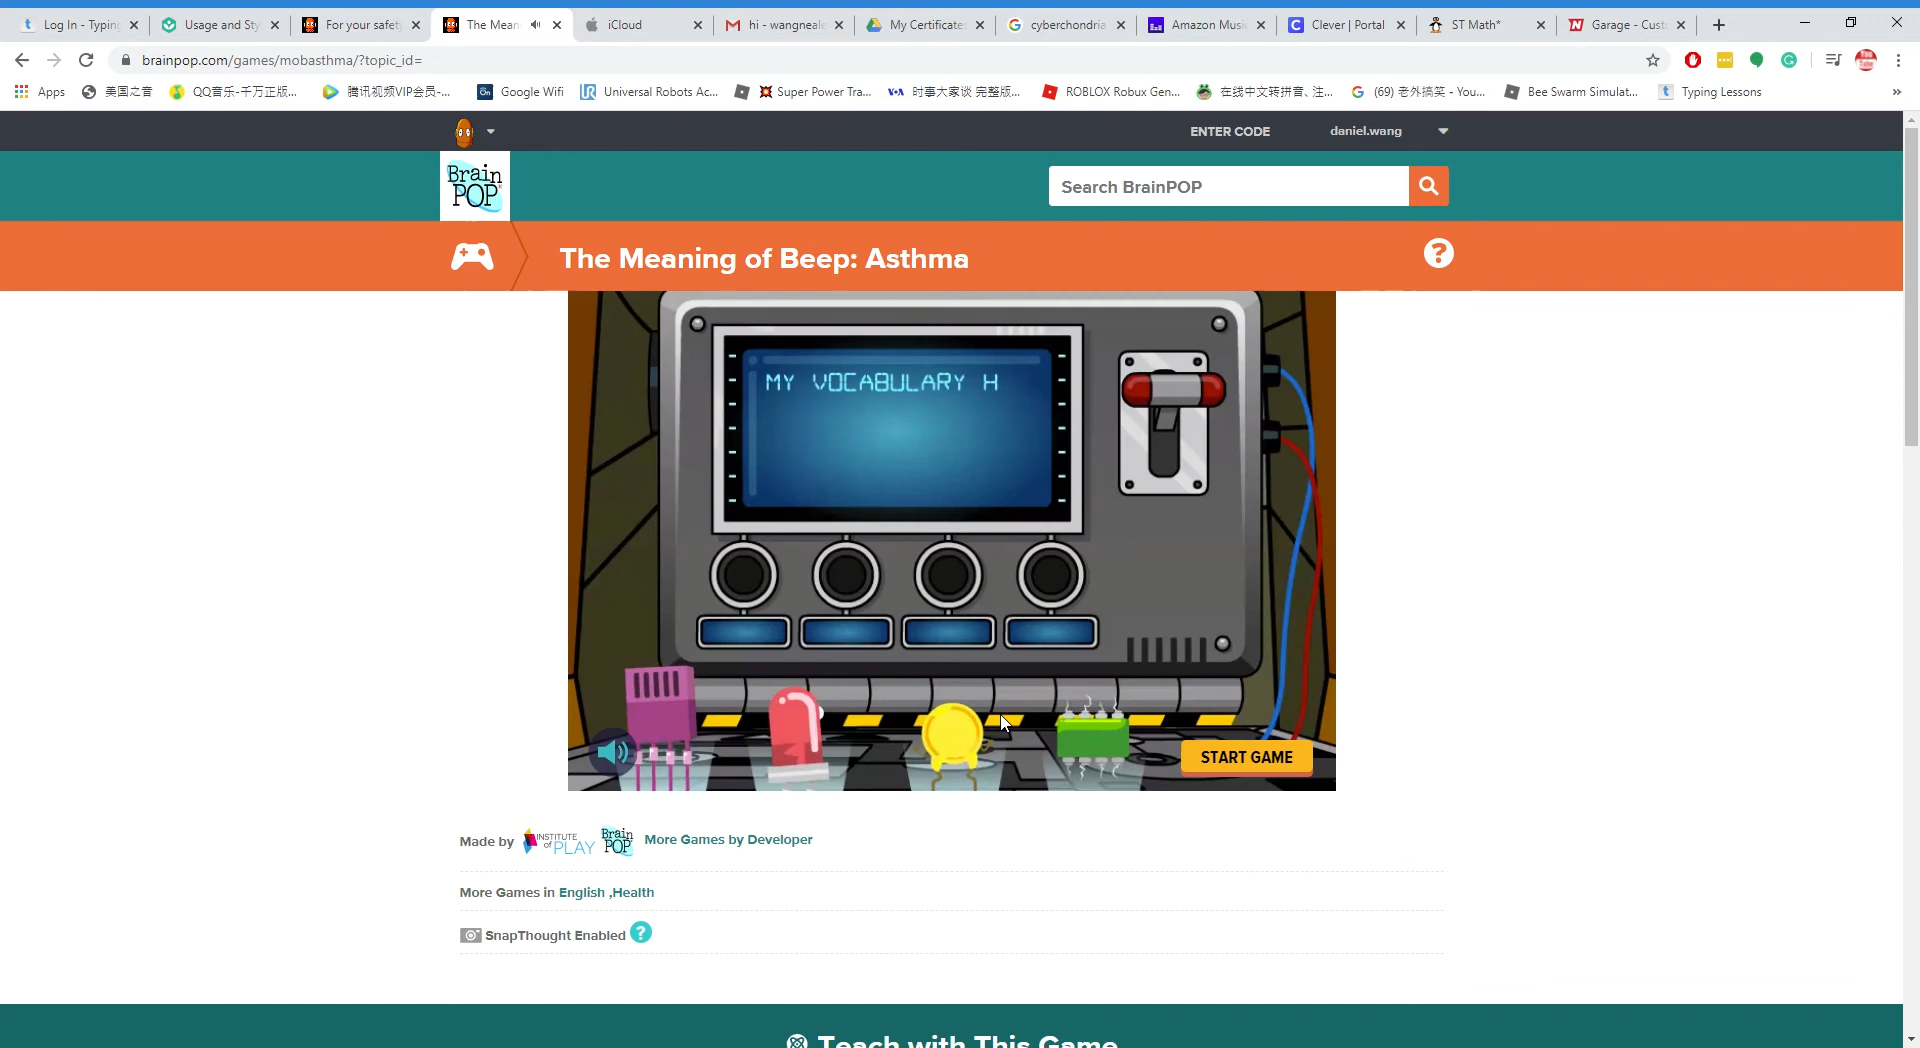 Log In - Typing
Usage and Sty
For your safety
The Mean
iCloud
hi - wangneale
My Certificate
cyberchondria
Amazon Musi
Clever | Portal
ST Math*
Garage - Cust
brainpop.com/games/mobasthma/?topic_id=
Apps
美国之音
QQ音乐-千万正版...
腾讯视频VIP会员-...
Google Wifi
Universal Robots Ac...
Super Power Tra...
VOA 时事大家谈 完整版...
ROBLOX Robux Gen...
在线中文转拼音、注...
(69) 老外搞笑 - You...
Bee Swarm Simulat...
Typing Lessons
»
ENTER CODE
daniel.wang
Brain
POP
Search BrainPOP
The Meaning of Beep: Asthma
MY VOCABULARY H
START GAME
Made by INSTITUTE of PLAY Brain POP More Games by Developer
More Games in English ,Health
SnapThought Enabled ?
Teach with This Game